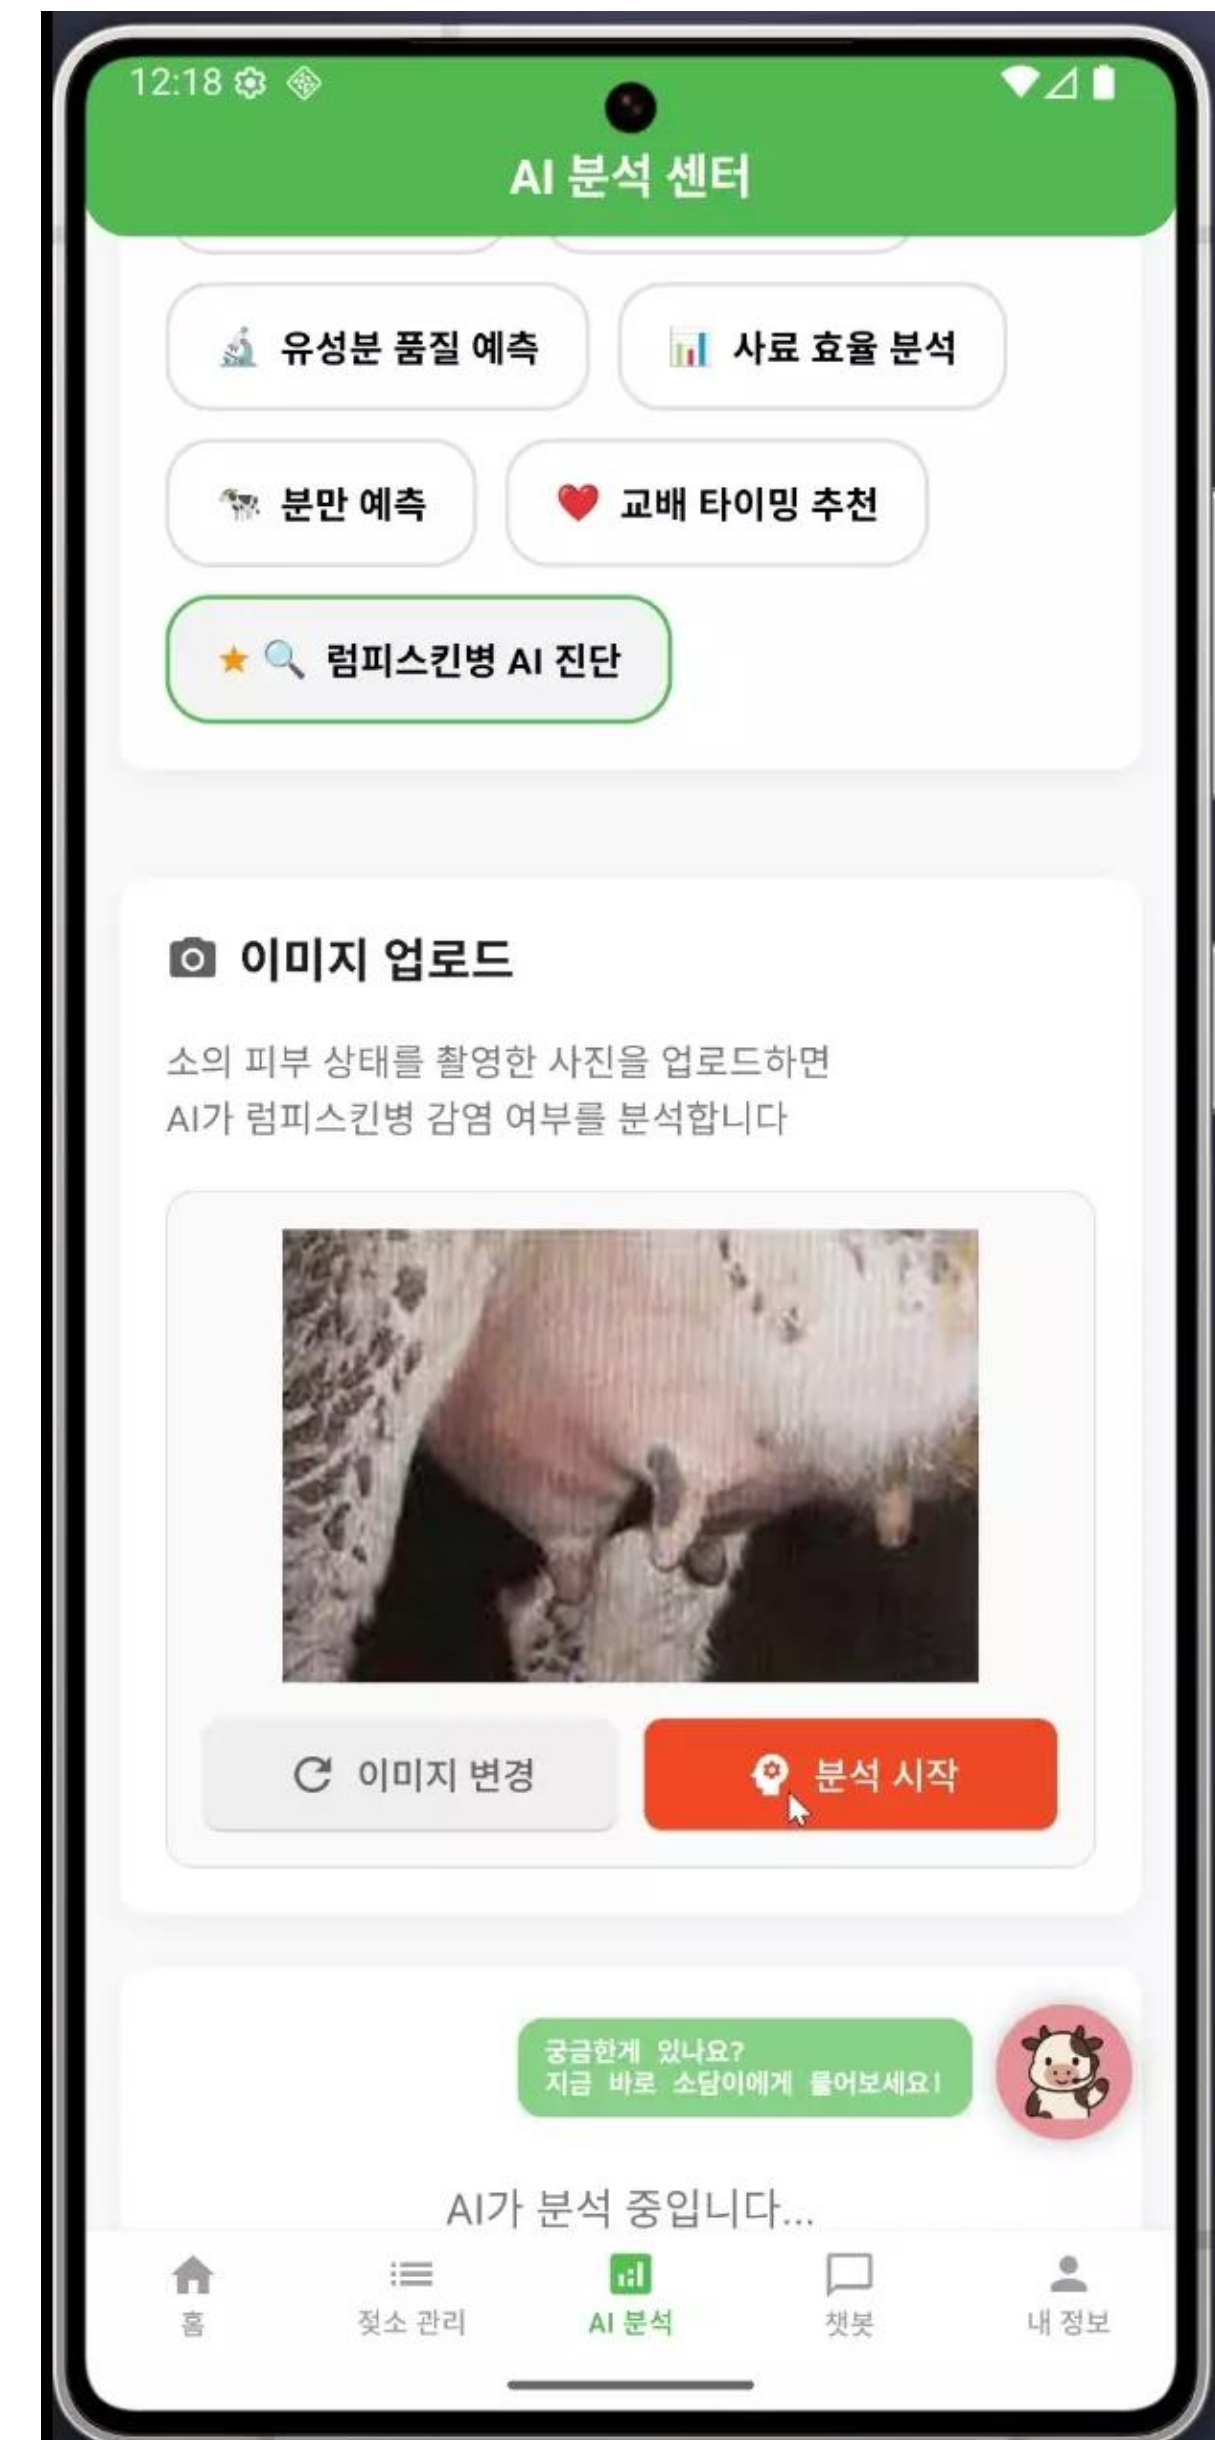 12:18
AI 분석 센터
유성분 품질 예측
사료 효율 분석
분만 예측
교배 타이밍 추천
럼피스킨병 AI 진단
이미지 업로드
소의 피부 상태를 촬영한 사진을 업로드하면
AI가 럼피스킨병 감염 여부를 분석합니다
이미지 변경
분석 시작
궁금한게 있나요?
지금 바로 소담이에게 물어보세요!
AI가 분석 중입니다...
홈
젖소 관리
AI 분석
챗봇
내 정보